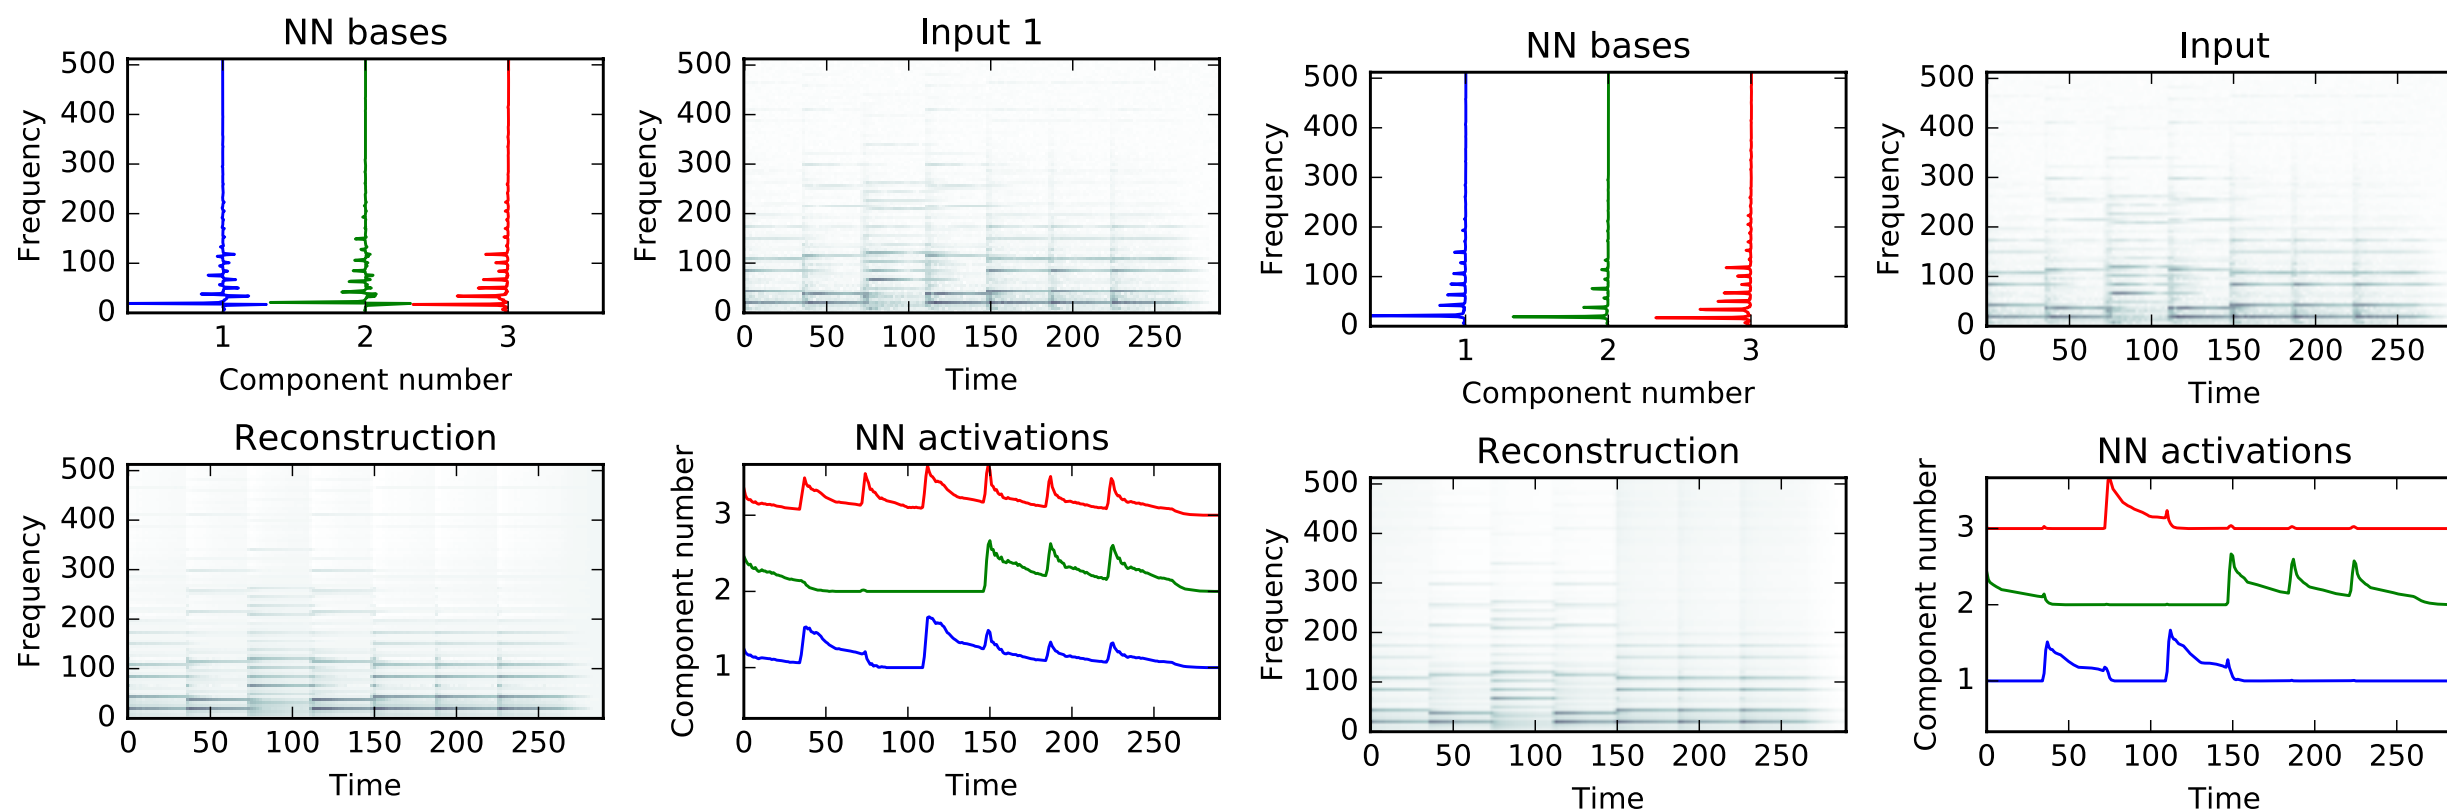 NN bases
500
400
300
200
100
0
Frequency
1 2 3
Component number
Input 1
500
400
300
200
100
0
Frequency
0 50 100 150 200 250
Time
NN bases
500
400
300
200
100
0
Frequency
1 2 3
Component number
Input
500
400
300
200
100
0
Frequency
0 50 100 150 200 250
Time
Reconstruction
500
400
300
200
100
0
Frequency
0 50 100 150 200 250
Time
NN activations
3
2
1
Component number
0 50 100 150 200 250
Time
Reconstruction
500
400
300
200
100
0
Frequency
0 50 100 150 200 250
Time
NN activations
3
2
1
Component number
0 50 100 150 200 250
Time